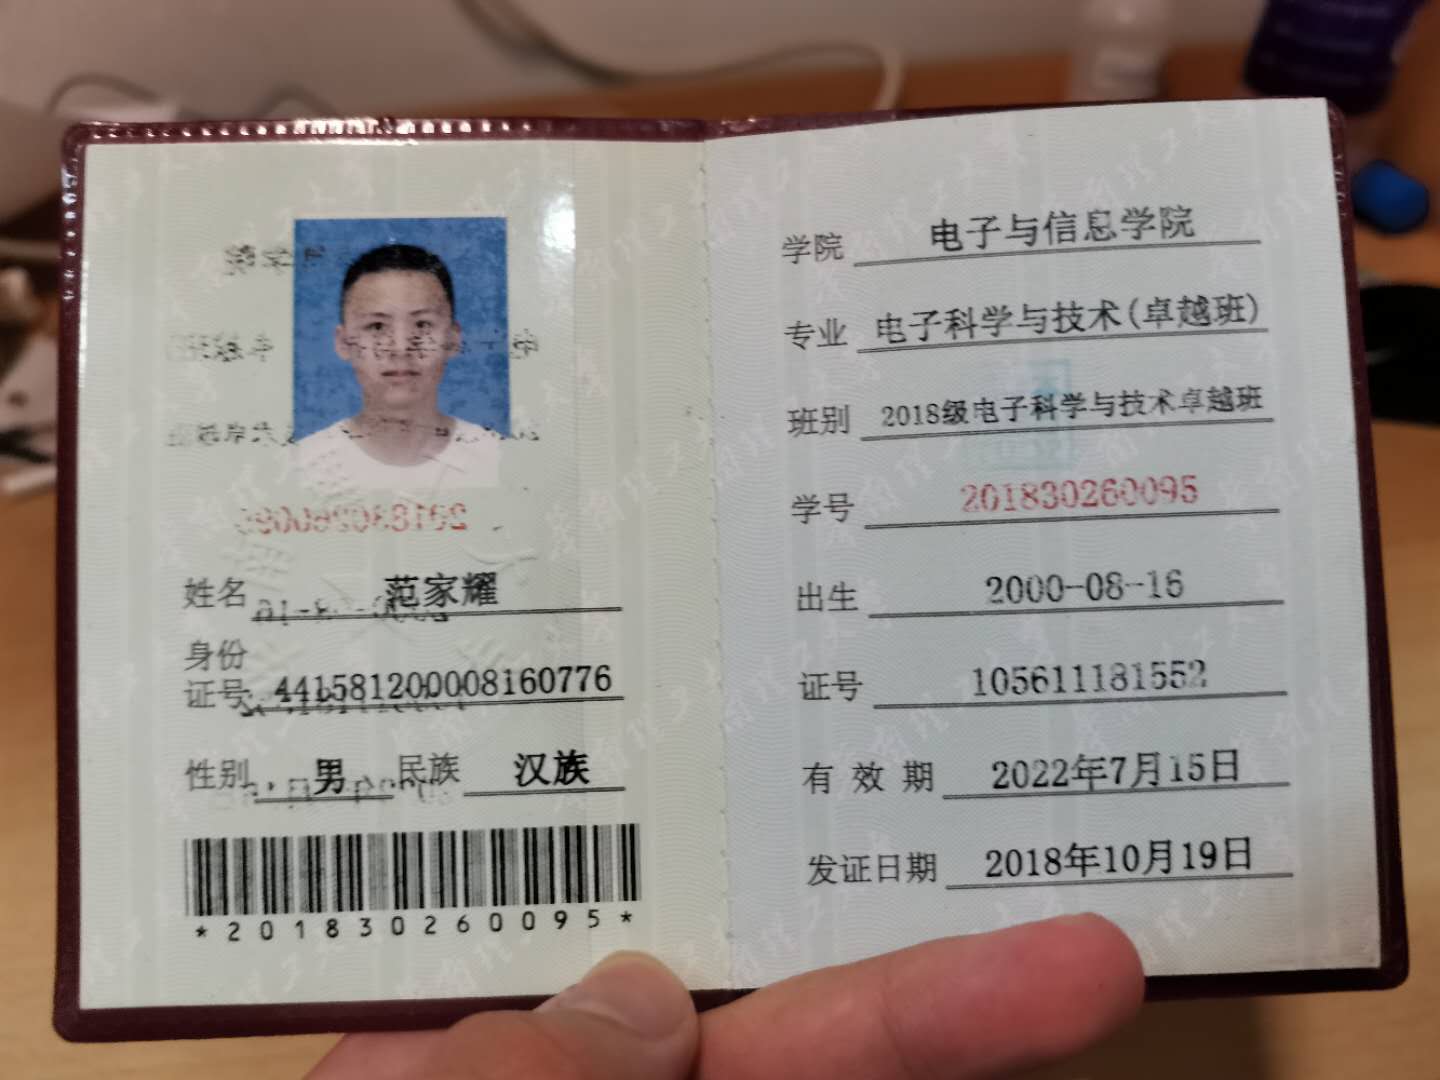 姓名 范家耀
身份
证号 441581200008160776
性别 男 民族 汉族
*201830260095*
学院 电子与信息学院
专业 电子科学与技术(卓越班)
班别 2018级电子科学与技术卓越班
学号 201830260095
出生 2000-08-16
证号 105611181552
有效期 2022年7月15日
发证日期 2018年10月19日